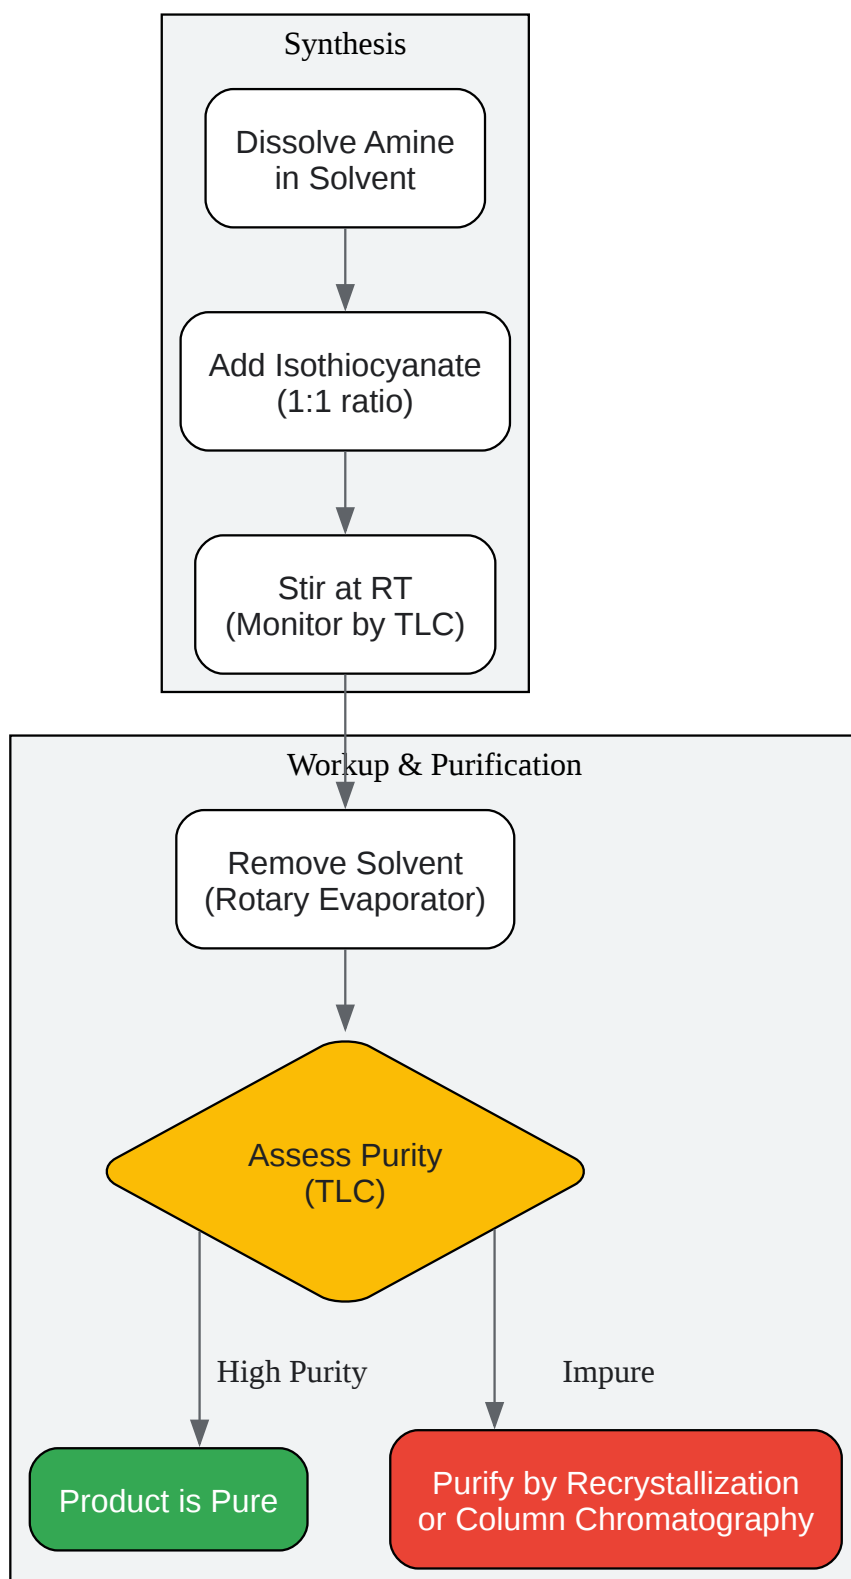 Synthesis
Dissolve Amine
in Solvent
Add Isothiocyanate
(1:1 ratio)
Stir at RT
(Monitor by TLC)
Workup & Purification
Remove Solvent
(Rotary Evaporator)
Assess Purity
(TLC)
High Purity
Impure
Product is Pure
Purify by Recrystallization
or Column Chromatography